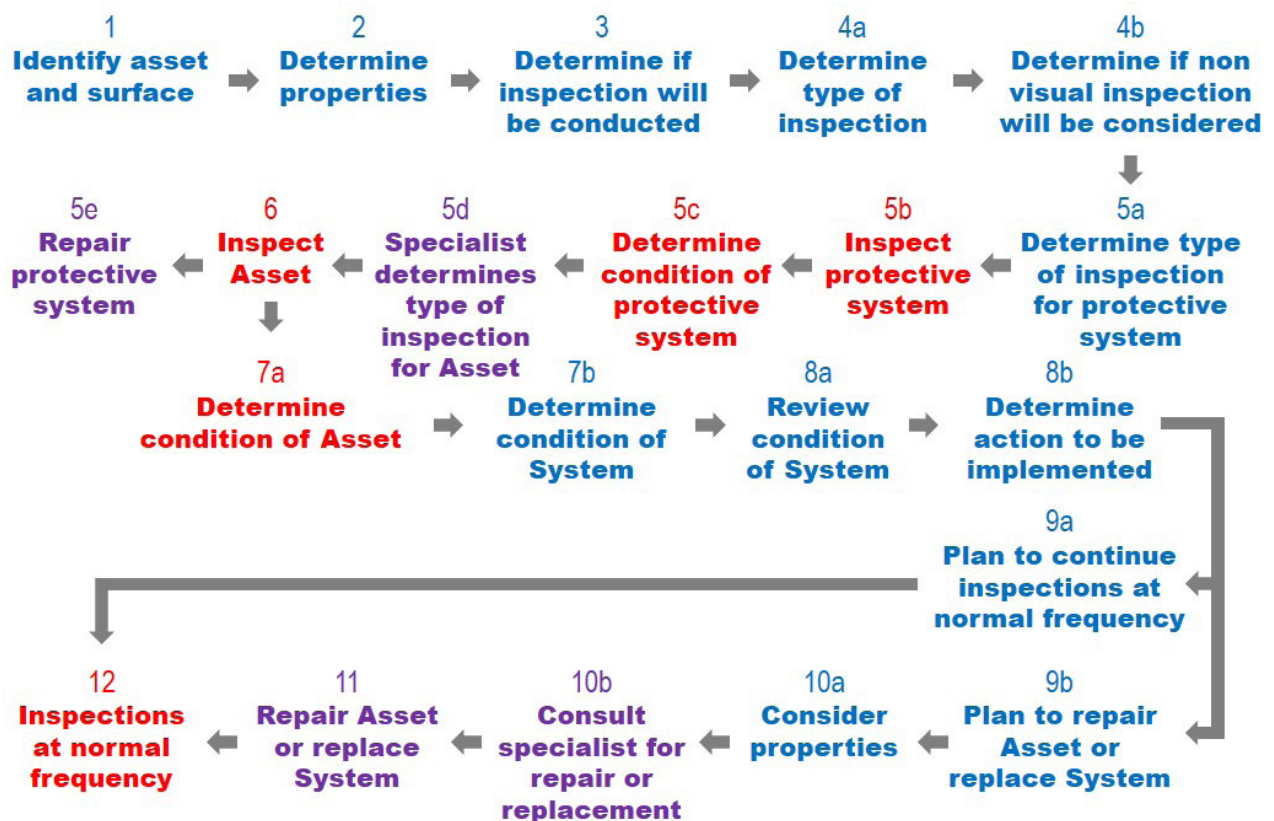 1
Identify asset
and surface
2
Determine
properties
3
Determine if
inspection will
be conducted
4a
Determine
type of
inspection
4b
Determine if non
visual inspection
will be considered
5e
Repair
protective
system
6
Inspect
Asset
5d
Specialist
determines
type of
inspection
for Asset
5c
Determine
condition of
protective
system
5b
Inspect
protective
system
5a
Determine type
of inspection
for protective
system
7a
Determine
condition of Asset
7b
Determine
condition of
System
8a
Review
condition
of System
8b
Determine
action to be
implemented
9a
Plan to continue
inspections at
normal frequency
12
Inspections
at normal
frequency
11
Repair Asset
or replace
System
10b
Consult
specialist for
repair or
replacement
10a
Consider
properties
9b
Plan to repair
Asset or
replace System